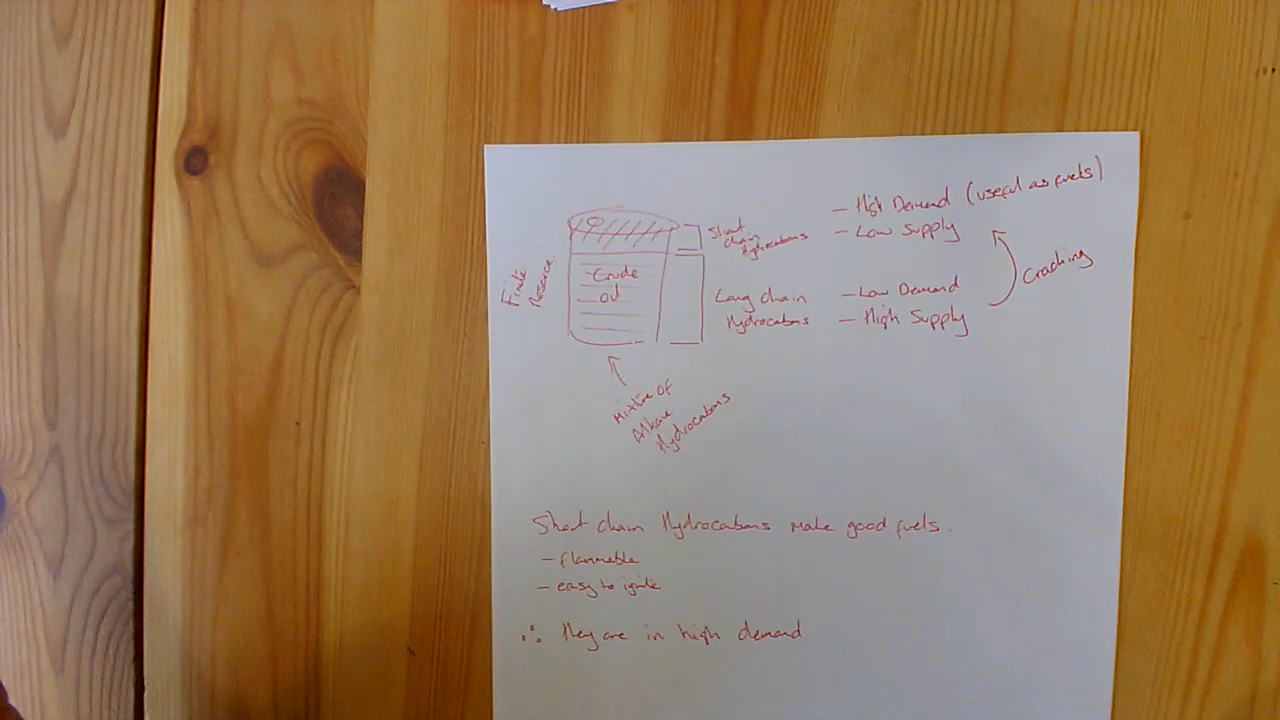 Finite
Resource.
Crude
oil
Short
chain
Hydrocarbons
— High Demand (useful as fuels)
— Low Supply
Long chain
Hydrocarbons
— Low Demand
— High Supply
Cracking
Mixture of
Alkane
Hydrocarbons
Short chain Hydrocarbons make good fuels.
— flammable
— easy to ignite
∴ they are in high demand